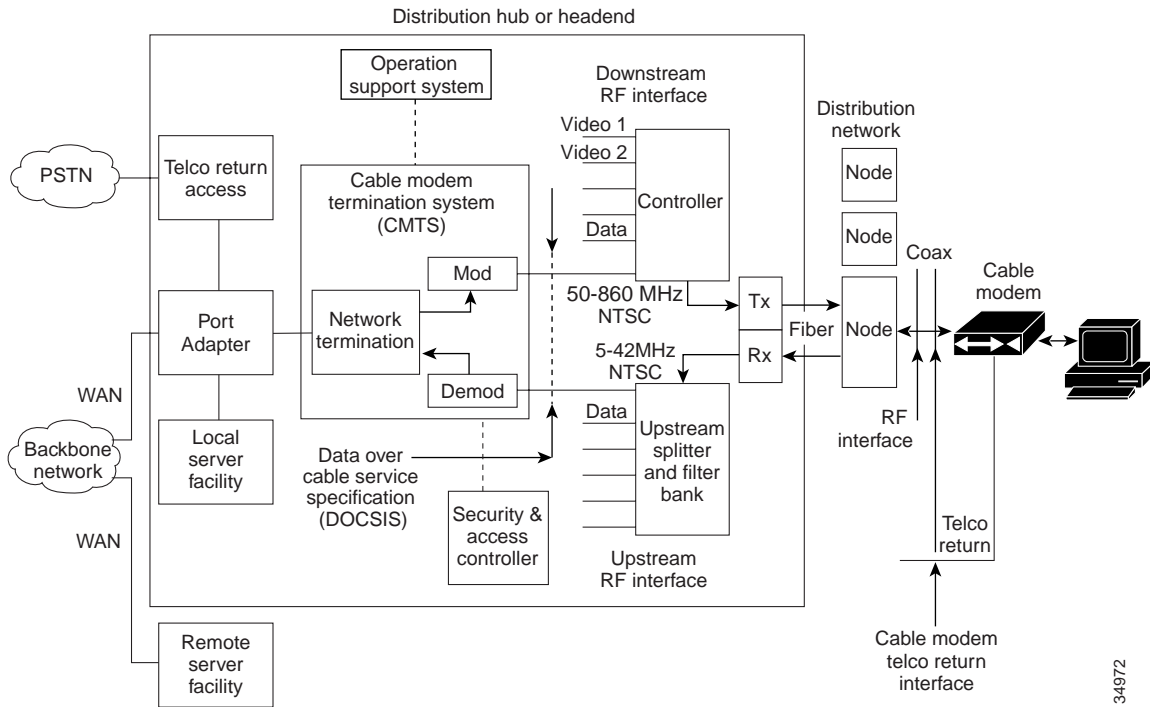 Distribution hub or headend
Operation
support system
Downstream
RF interface
Distribution
network
Video 1
Video 2
Data
Controller
Node
Node
Node
PSTN
Telco return
access
Cable modem
termination system
(CMTS)
Mod
Network
termination
Demod
Port
Adapter
50-860 MHz
NTSC
5-42MHz
NTSC
Tx
Rx
Fiber
Coax
Cable
modem
WAN
Backbone
network
Local
server
facility
Data over
cable service
specification
(DOCSIS)
Data
Upstream
splitter
and filter
bank
RF
interface
Security &
access
controller
Upstream
RF interface
Telco
return
WAN
Remote
server
facility
Cable modem
telco return
interface
34972